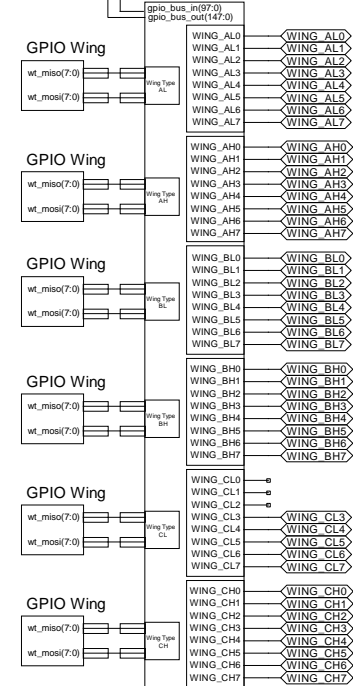 gpio_bus_in(97:0)
gpio_bus_out(147:0)
GPIO Wing
wt_miso(7:0)
wt_mosi(7:0)
Wing Type
AL
WING_AL0 WING_AL0
WING_AL1 WING_AL1
WING_AL2 WING_AL2
WING_AL3 WING_AL3
WING_AL4 WING_AL4
WING_AL5 WING_AL5
WING_AL6 WING_AL6
WING_AL7 WING_AL7
GPIO Wing
wt_miso(7:0)
wt_mosi(7:0)
Wing Type
AH
WING_AH0 WING_AH0
WING_AH1 WING_AH1
WING_AH2 WING_AH2
WING_AH3 WING_AH3
WING_AH4 WING_AH4
WING_AH5 WING_AH5
WING_AH6 WING_AH6
WING_AH7 WING_AH7
GPIO Wing
wt_miso(7:0)
wt_mosi(7:0)
Wing Type
BL
WING_BL0 WING_BL0
WING_BL1 WING_BL1
WING_BL2 WING_BL2
WING_BL3 WING_BL3
WING_BL4 WING_BL4
WING_BL5 WING_BL5
WING_BL6 WING_BL6
WING_BL7 WING_BL7
GPIO Wing
wt_miso(7:0)
wt_mosi(7:0)
Wing Type
BH
WING_BH0 WING_BH0
WING_BH1 WING_BH1
WING_BH2 WING_BH2
WING_BH3 WING_BH3
WING_BH4 WING_BH4
WING_BH5 WING_BH5
WING_BH6 WING_BH6
WING_BH7 WING_BH7
GPIO Wing
wt_miso(7:0)
wt_mosi(7:0)
Wing Type
CL
WING_CL0
WING_CL1
WING_CL2
WING_CL3 WING_CL3
WING_CL4 WING_CL4
WING_CL5 WING_CL5
WING_CL6 WING_CL6
WING_CL7 WING_CL7
GPIO Wing
wt_miso(7:0)
wt_mosi(7:0)
Wing Type
CH
WING_CH0 WING_CH0
WING_CH1 WING_CH1
WING_CH2 WING_CH2
WING_CH3 WING_CH3
WING_CH4 WING_CH4
WING_CH5 WING_CH5
WING_CH6 WING_CH6
WING_CH7 WING_CH7